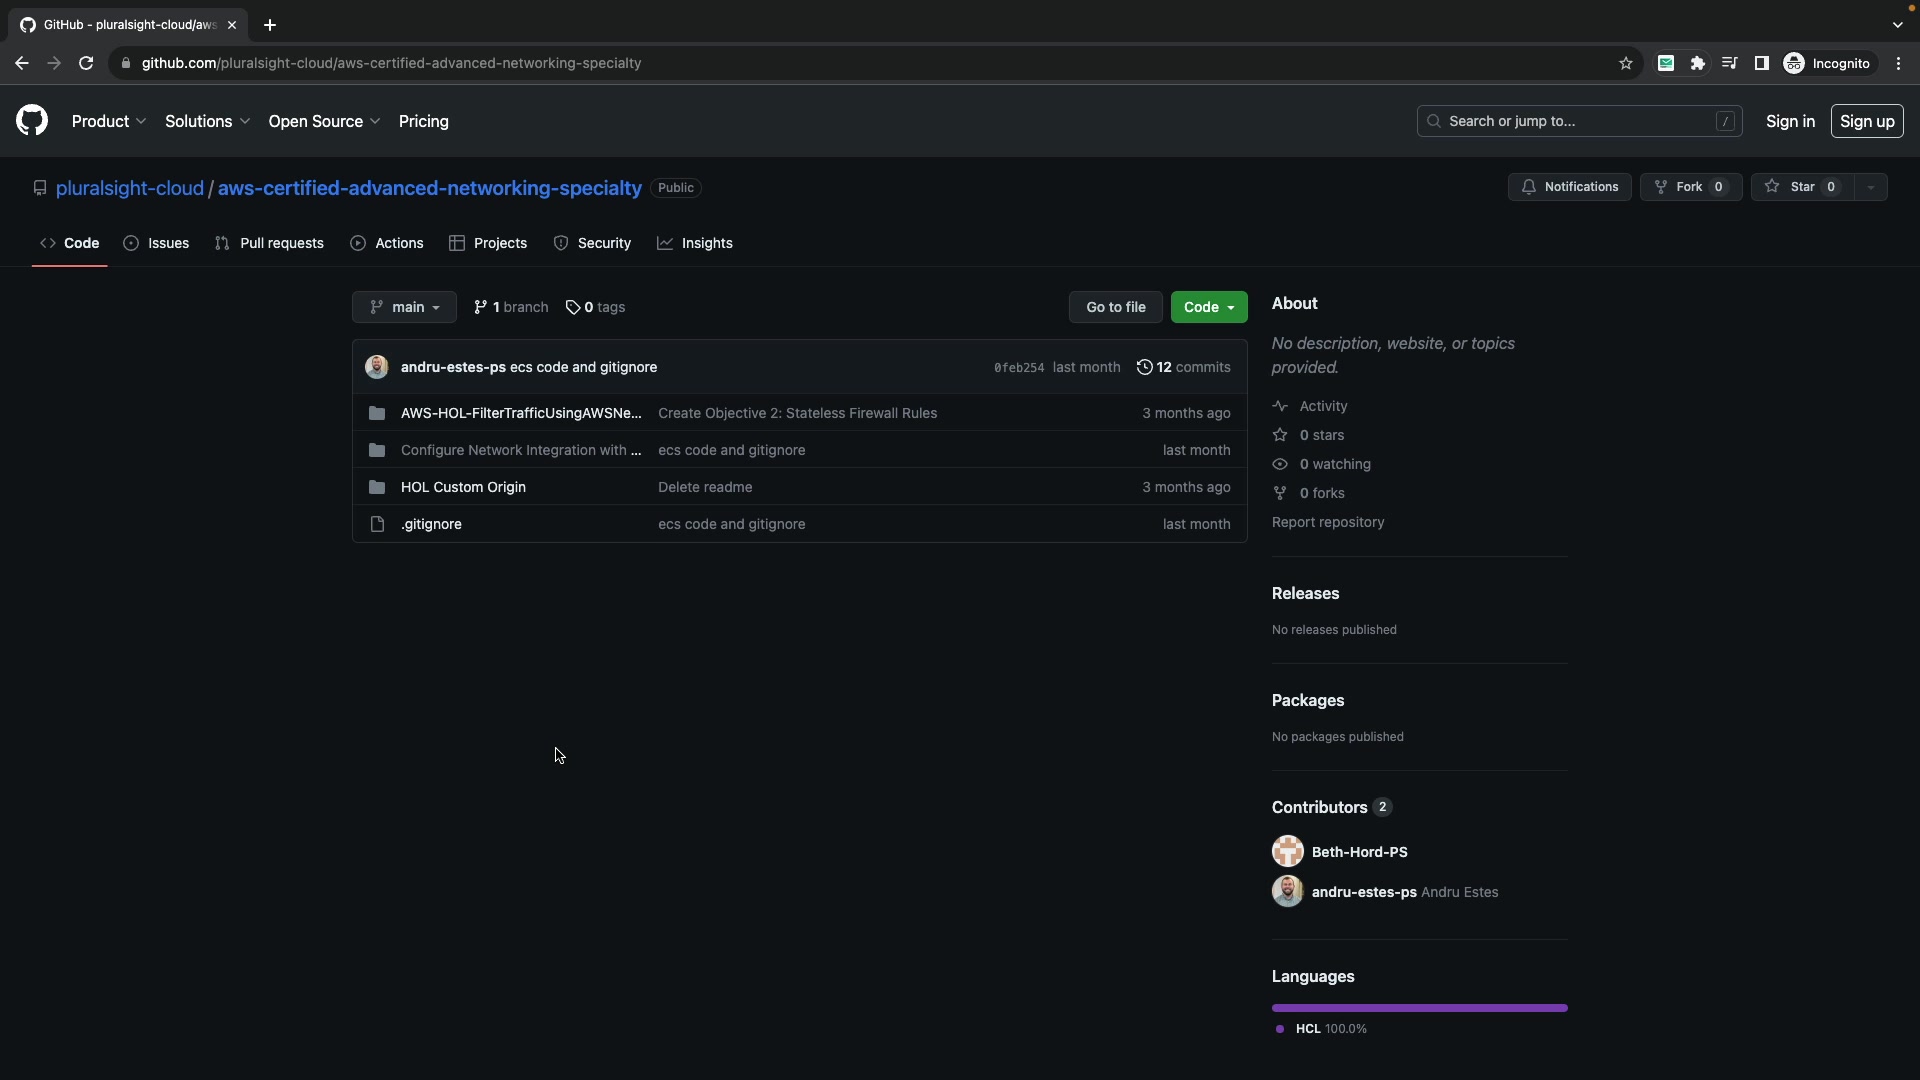 GitHub - pluralsight-cloud/aws
github.com/pluralsight-cloud/aws-certified-advanced-networking-specialty
Incognito
Product Solutions Open Source Pricing
Search or jump to... /
Sign in Sign up
pluralsight-cloud / aws-certified-advanced-networking-specialty Public
Notifications Fork 0 Star 0
Code Issues Pull requests Actions Projects Security Insights
main 1 branch 0 tags Go to file Code
andru-estes-ps ecs code and gitignore 0feb254 last month 12 commits
AWS-HOL-FilterTrafficUsingAWSNe... Create Objective 2: Stateless Firewall Rules 3 months ago
Configure Network Integration with ... ecs code and gitignore last month
HOL Custom Origin Delete readme 3 months ago
.gitignore ecs code and gitignore last month
About
No description, website, or topics
provided.
Activity
0 stars
0 watching
0 forks
Report repository
Releases
No releases published
Packages
No packages published
Contributors 2
Beth-Hord-PS
andru-estes-ps Andru Estes
Languages
HCL 100.0%